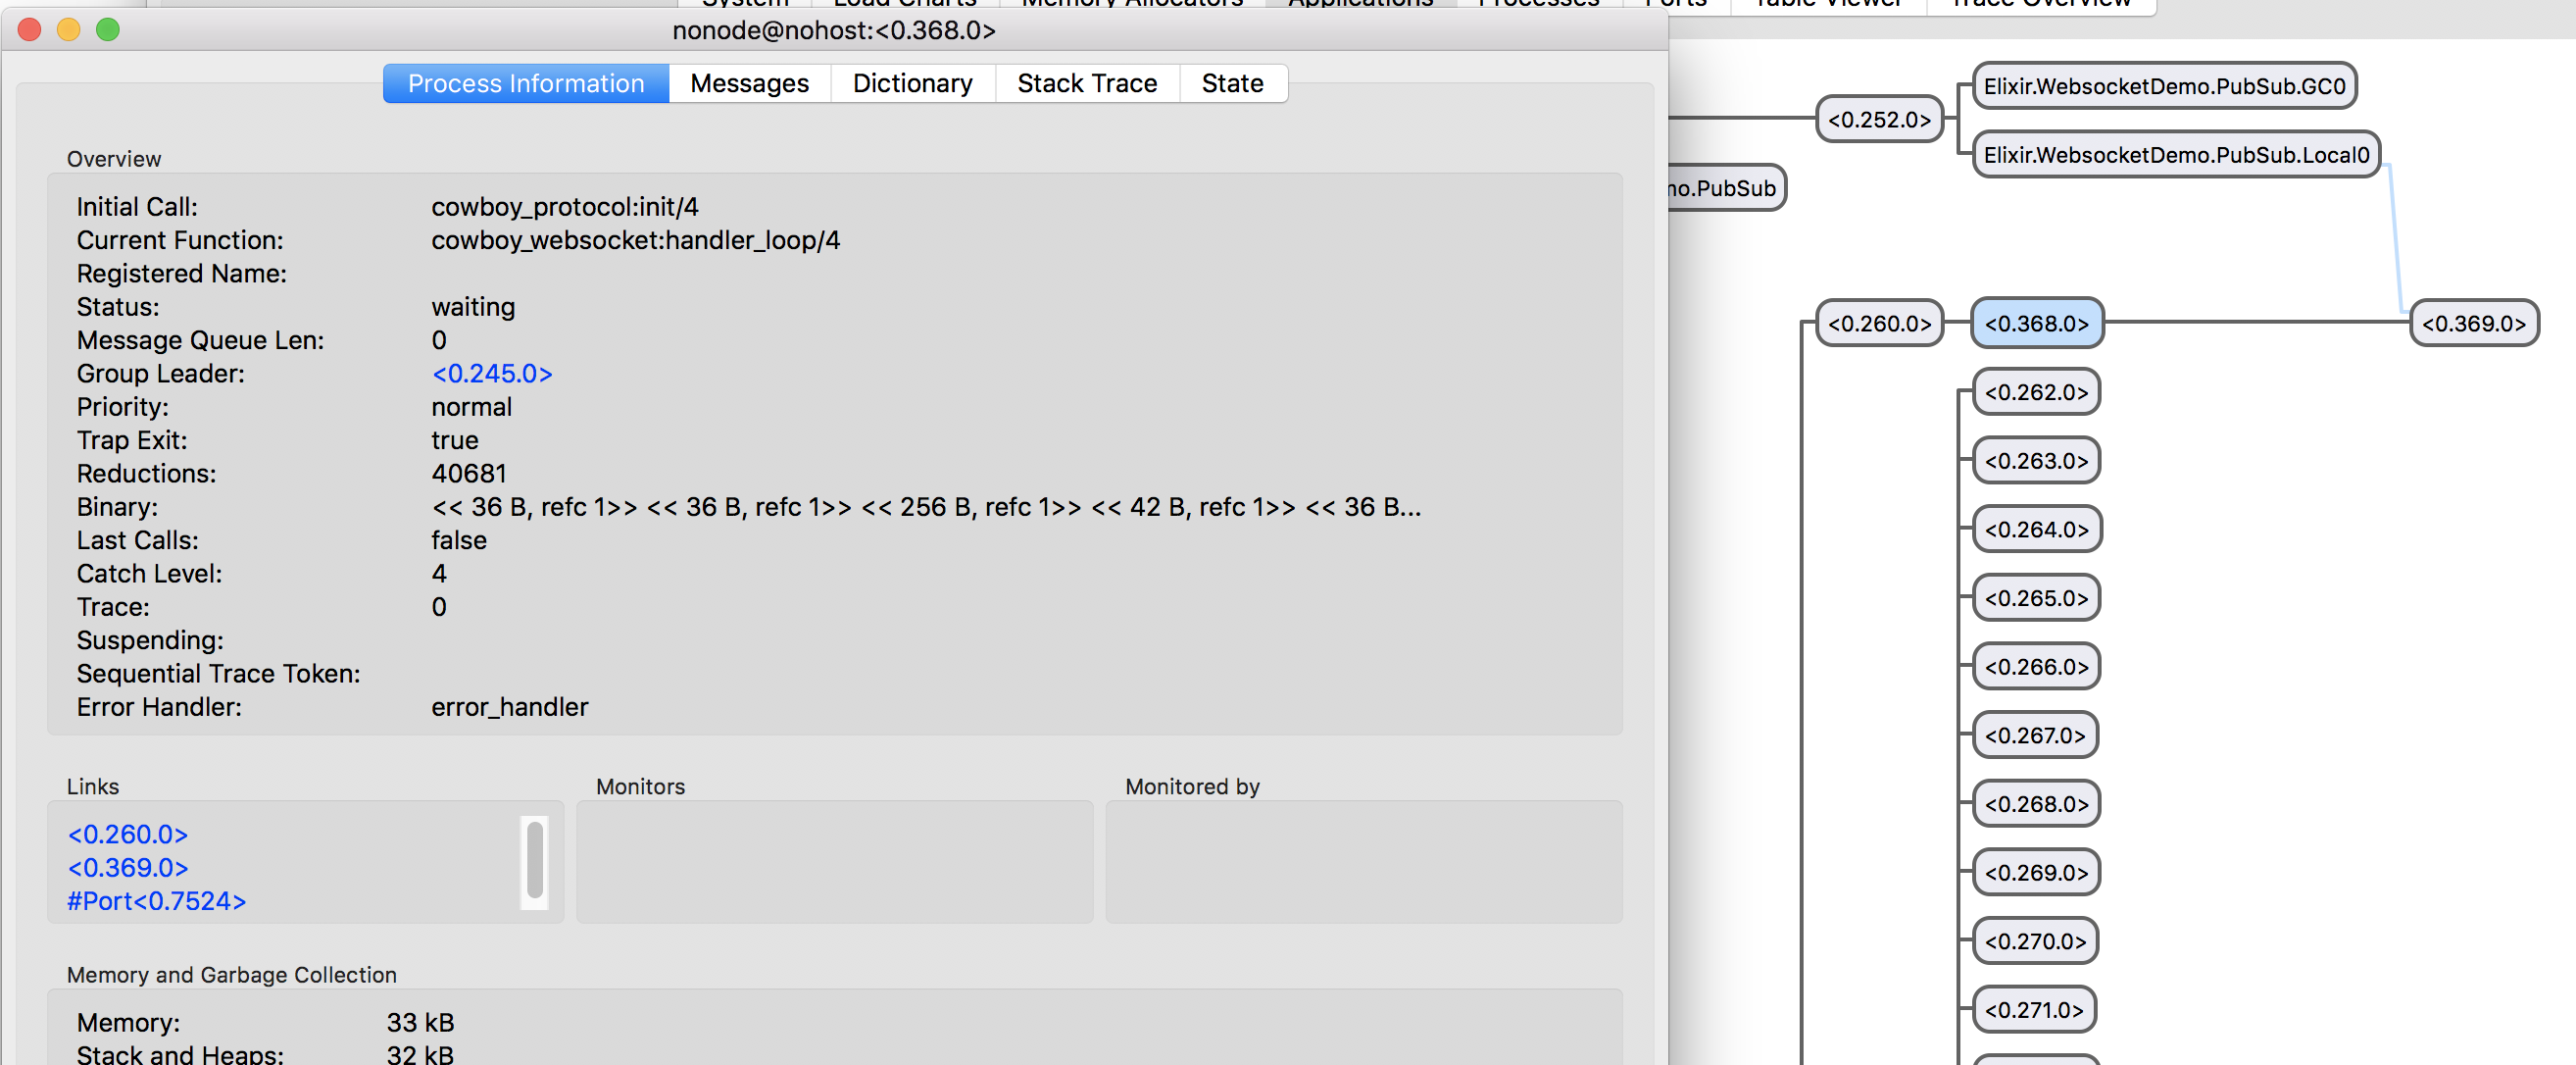 System Load Charts Memory Allocators Applications Processes Ports Table Viewer Trace Overview
nonode@nohost:<0.368.0>
Process Information Messages Dictionary Stack Trace State
Overview
Initial Call: cowboy_protocol:init/4
Current Function: cowboy_websocket:handler_loop/4
Registered Name:
Status: waiting
Message Queue Len: 0
Group Leader: <0.245.0>
Priority: normal
Trap Exit: true
Reductions: 40681
Binary: << 36 B, refc 1>> << 36 B, refc 1>> << 256 B, refc 1>> << 42 B, refc 1>> << 36 B...
Last Calls: false
Catch Level: 4
Trace: 0
Suspending:
Sequential Trace Token:
Error Handler: error_handler
Links Monitors Monitored by
<0.260.0>
<0.369.0>
#Port<0.7524>
Memory and Garbage Collection
Memory: 33 kB
Stack and Heaps: 32 kB
Elixir.WebsocketDemo.PubSub.GC0
<0.252.0>
Elixir.WebsocketDemo.PubSub.Local0
mo.PubSub
<0.260.0> <0.368.0> <0.369.0>
<0.262.0>
<0.263.0>
<0.264.0>
<0.265.0>
<0.266.0>
<0.267.0>
<0.268.0>
<0.269.0>
<0.270.0>
<0.271.0>